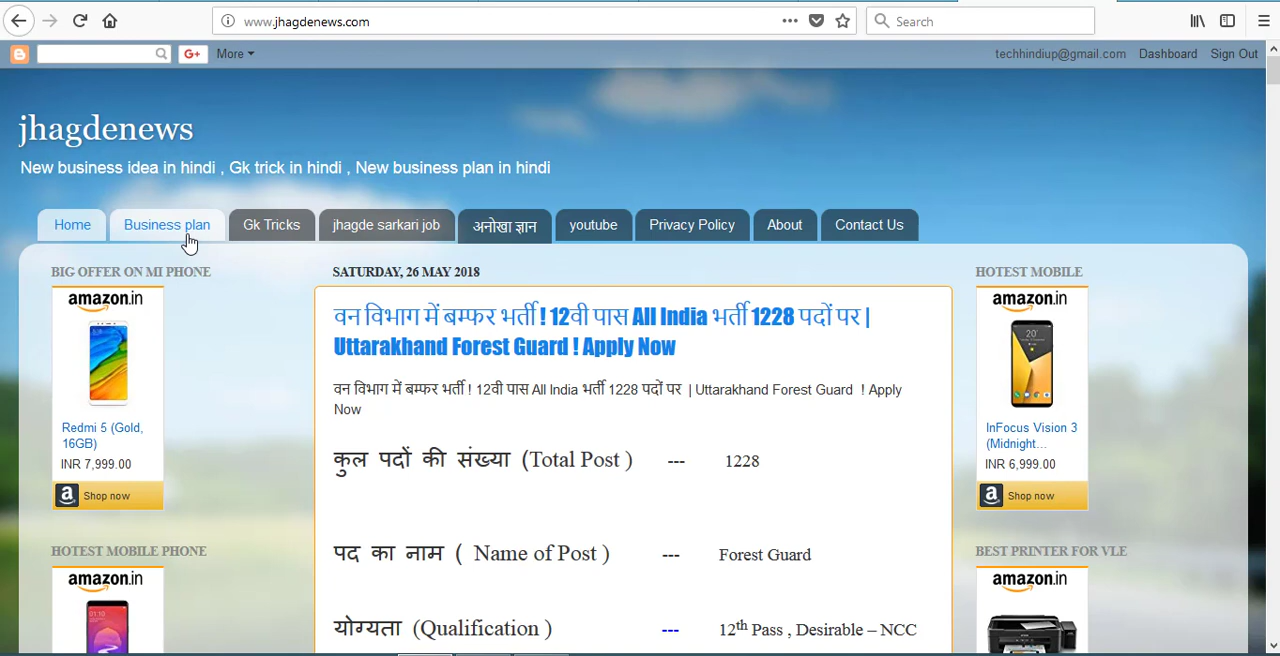 www.jhagdenews.com
Search
G+
More
techhindiup@gmail.com
Dashboard
Sign Out
jhagdenews
New business idea in hindi , Gk trick in hindi , New business plan in hindi
Home
Business plan
Gk Tricks
jhagde sarkari job
अनोखा ज्ञान
youtube
Privacy Policy
About
Contact Us
BIG OFFER ON MI PHONE
amazon.in
Redmi 5 (Gold,
16GB)
INR 7,999.00
a Shop now
HOTEST MOBILE PHONE
amazon.in
01:10
SATURDAY, 26 MAY 2018
वन विभाग में बम्फर भर्ती ! 12वी पास All India भर्ती 1228 पदों पर |
Uttarakhand Forest Guard ! Apply Now
वन विभाग में बम्फर भर्ती ! 12वी पास All India भर्ती 1228 पदों पर | Uttarakhand Forest Guard ! Apply
Now
कुल पदों की संख्या (Total Post ) --- 1228
पद का नाम ( Name of Post ) --- Forest Guard
योग्यता (Qualification ) --- 12th Pass , Desirable – NCC
HOTEST MOBILE
amazon.in
20°
InFocus Vision 3
(Midnight...
INR 6,999.00
a Shop now
BEST PRINTER FOR VLE
amazon.in